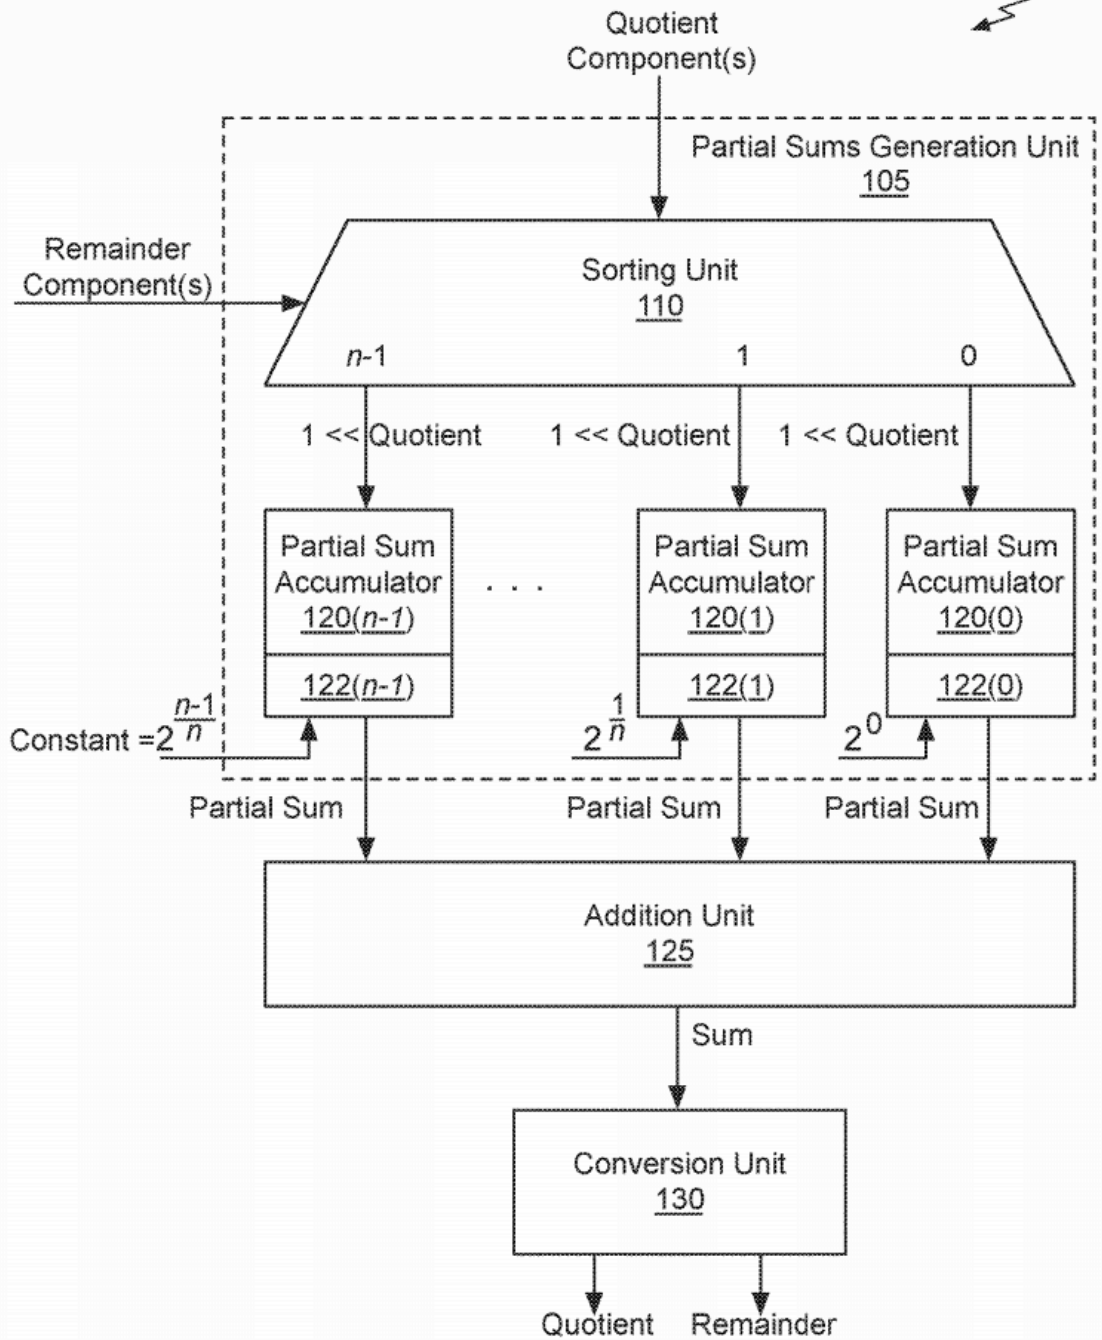 Quotient
Component(s)
Partial Sums Generation Unit
105
Remainder
Component(s)
Sorting Unit
110
n-1 1 0
1 << Quotient 1 << Quotient 1 << Quotient
Partial Sum
Accumulator
120(n-1)
122(n-1)
. . .
Partial Sum
Accumulator
120(1)
122(1)
Partial Sum
Accumulator
120(0)
122(0)
Constant =2^{\frac{n-1}{n}}
2^{\frac{1}{n}}
2^0
Partial Sum Partial Sum Partial Sum
Addition Unit
125
Sum
Conversion Unit
130
Quotient Remainder